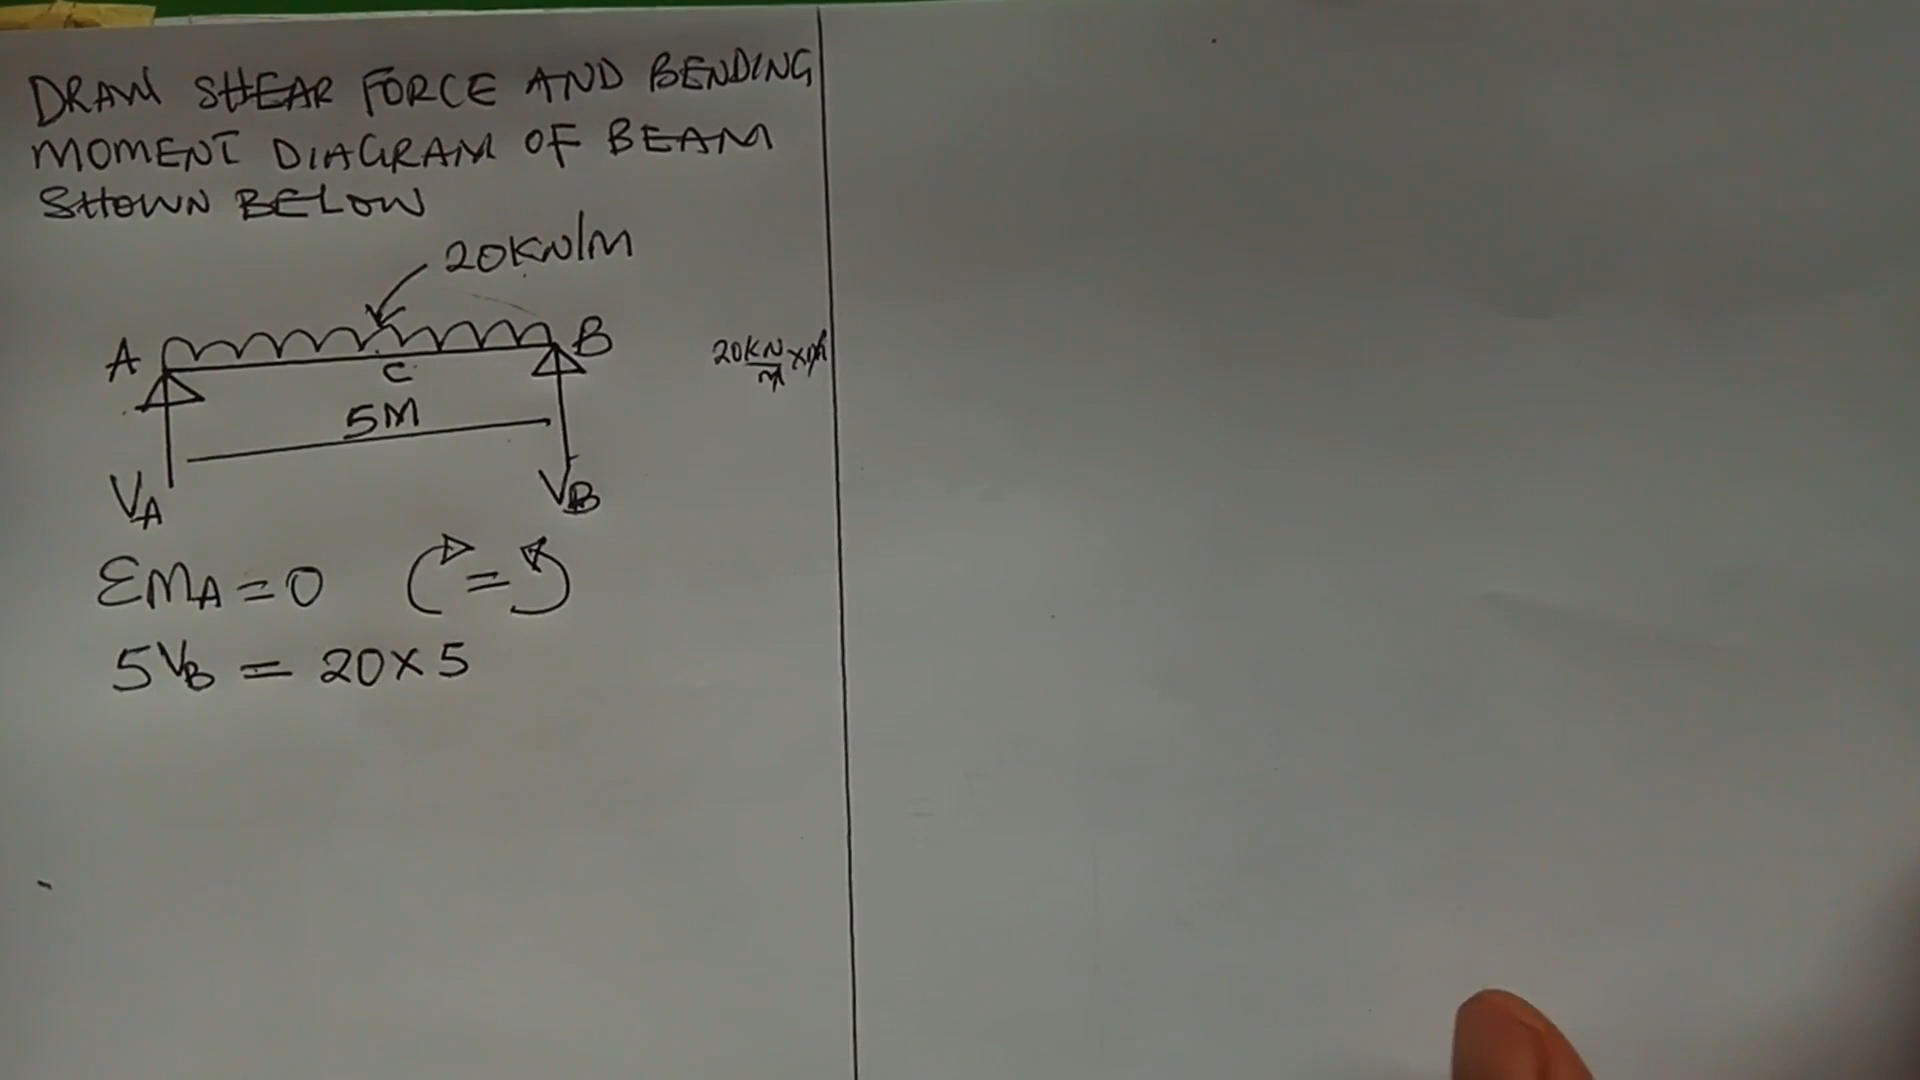 DRAW SHEAR FORCE AND BENDING
MOMENT DIAGRAM OF BEAM
SHOWN BELOW
20KN/M
A
B
C
5M
VA
VB
20KN/M × M
ΣMA = 0 ( = )
5VB = 20 × 5